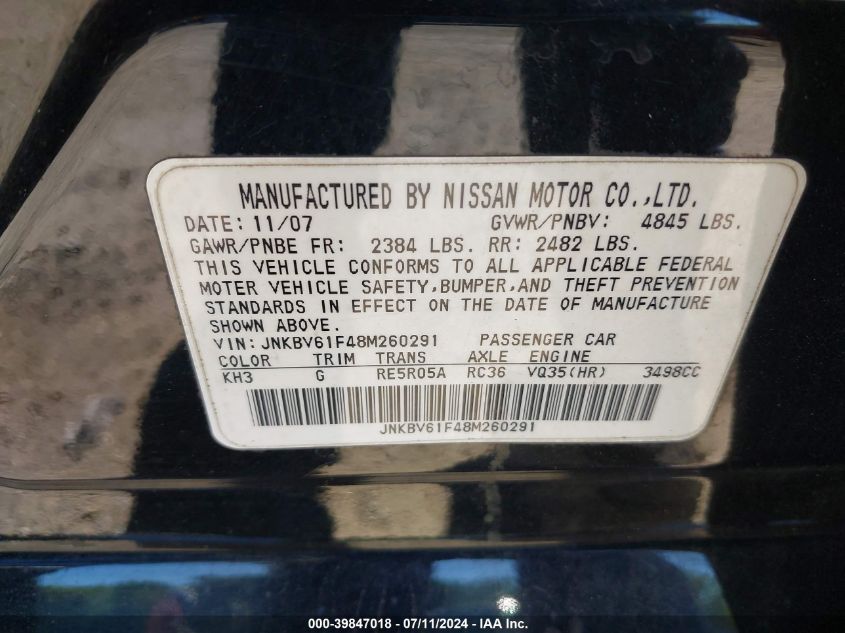 MANUFACTURED BY NISSAN MOTOR CO.,LTD.
DATE: 11/07 GVWR/PNBV: 4845 LBS.
GAWR/PNBE FR: 2384 LBS. RR: 2482 LBS.
THIS VEHICLE CONFORMS TO ALL APPLICABLE FEDERAL
MOTER VEHICLE SAFETY,BUMPER,AND THEFT PREVENTION
STANDARDS IN EFFECT ON THE DATE OF MANUFACTURE
SHOWN ABOVE.
VIN: JNKBV61F48M260291 PASSENGER CAR
COLOR TRIM TRANS AXLE ENGINE
KH3 G RE5R05A RC36 VQ35(HR) 3498CC
JNKBV61F48M260291
000-39847018 - 07/11/2024 - IAA Inc.